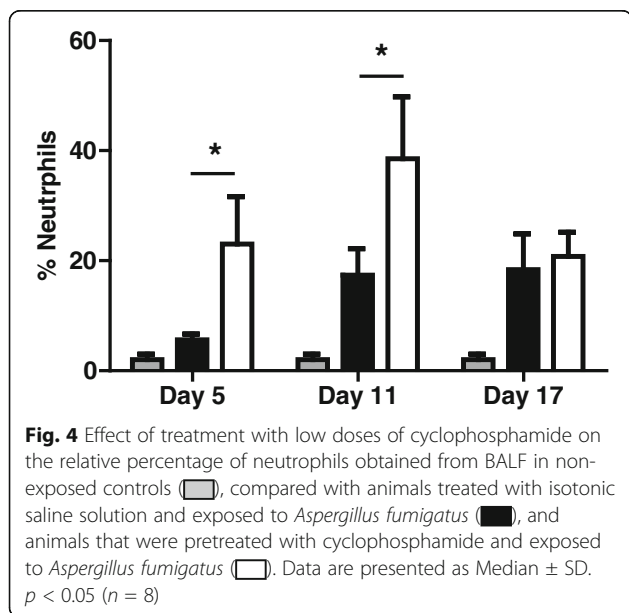 60
*
*
40
% Neutrphils
20
0
Day 5 Day 11 Day 17
Fig. 4 Effect of treatment with low doses of cyclophosphamide on
the relative percentage of neutrophils obtained from BALF in non-
exposed controls ( ), compared with animals treated with isotonic
saline solution and exposed to Aspergillus fumigatus ( ), and
animals that were pretreated with cyclophosphamide and exposed
to Aspergillus fumigatus ( ). Data are presented as Median ± SD.
p < 0.05 (n = 8)